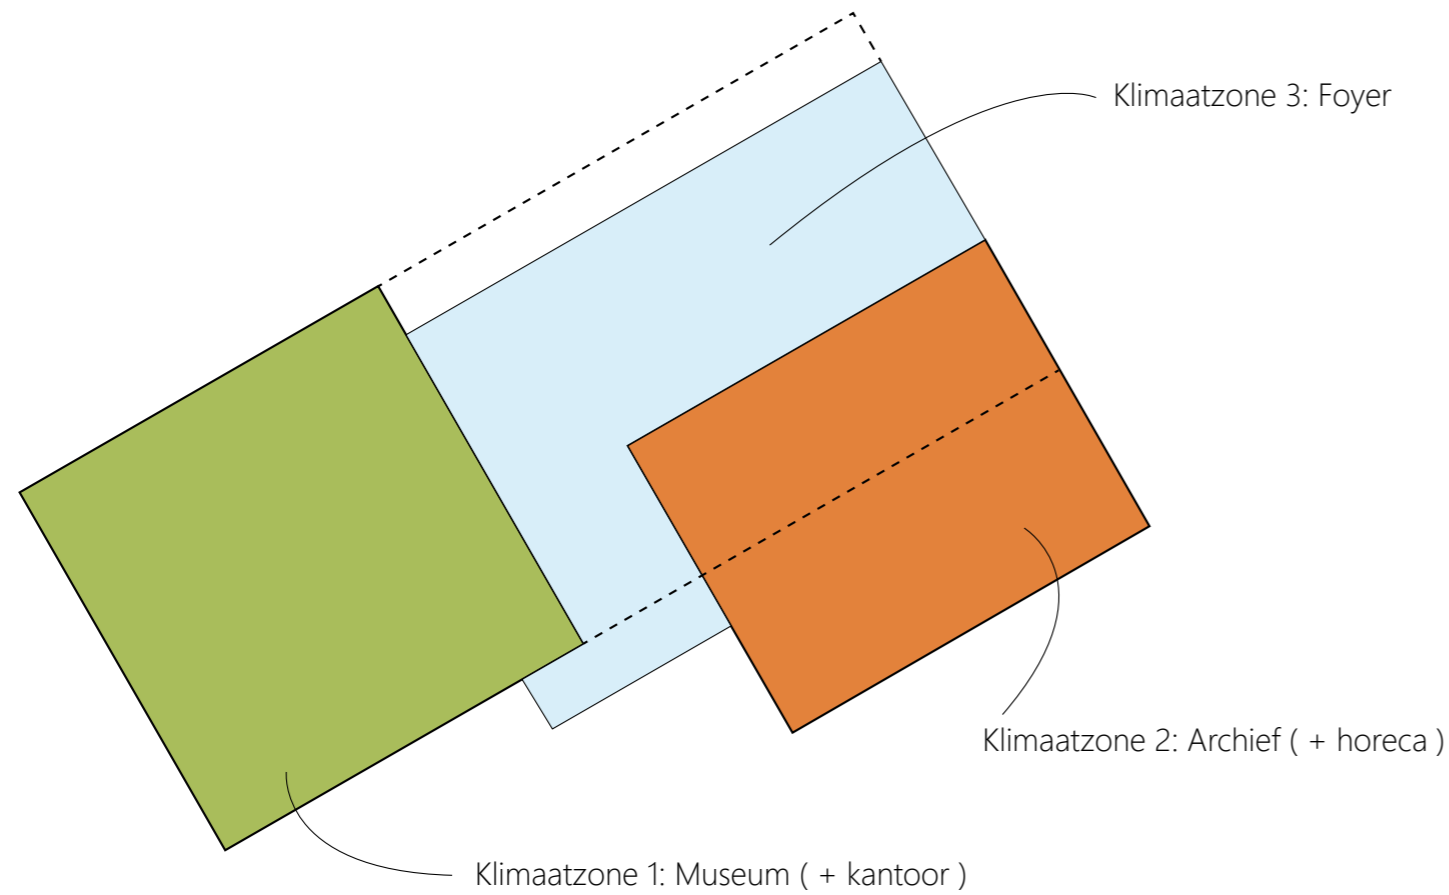 Klimaatzone 3: Foyer
Klimaatzone 2: Archief ( + horeca )
Klimaatzone 1: Museum ( + kantoor )